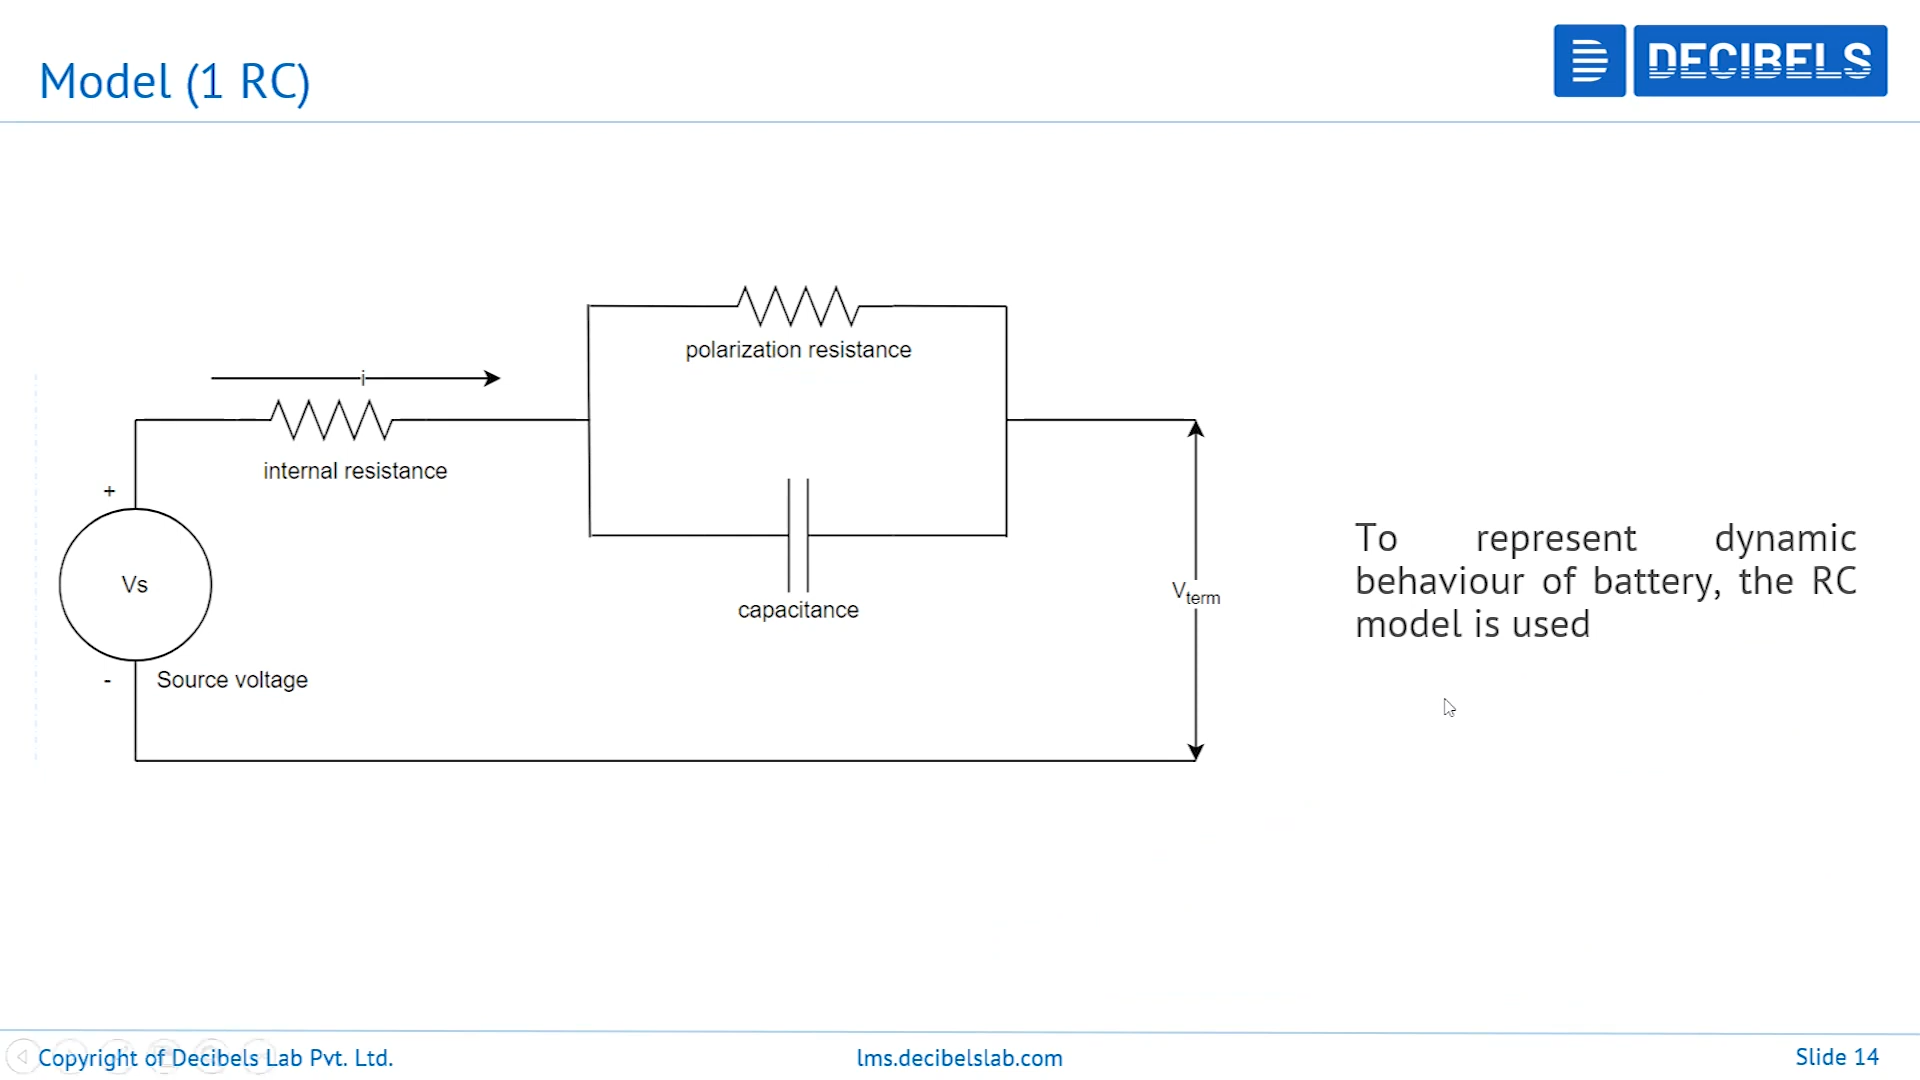 Model (1 RC)
DECIBELS
polarization resistance
i
internal resistance
+
Vs
capacitance
Vterm
-
Source voltage
To represent dynamic
behaviour of battery, the RC
model is used
Copyright of Decibels Lab Pvt. Ltd.
lms.decibelslab.com
Slide 14